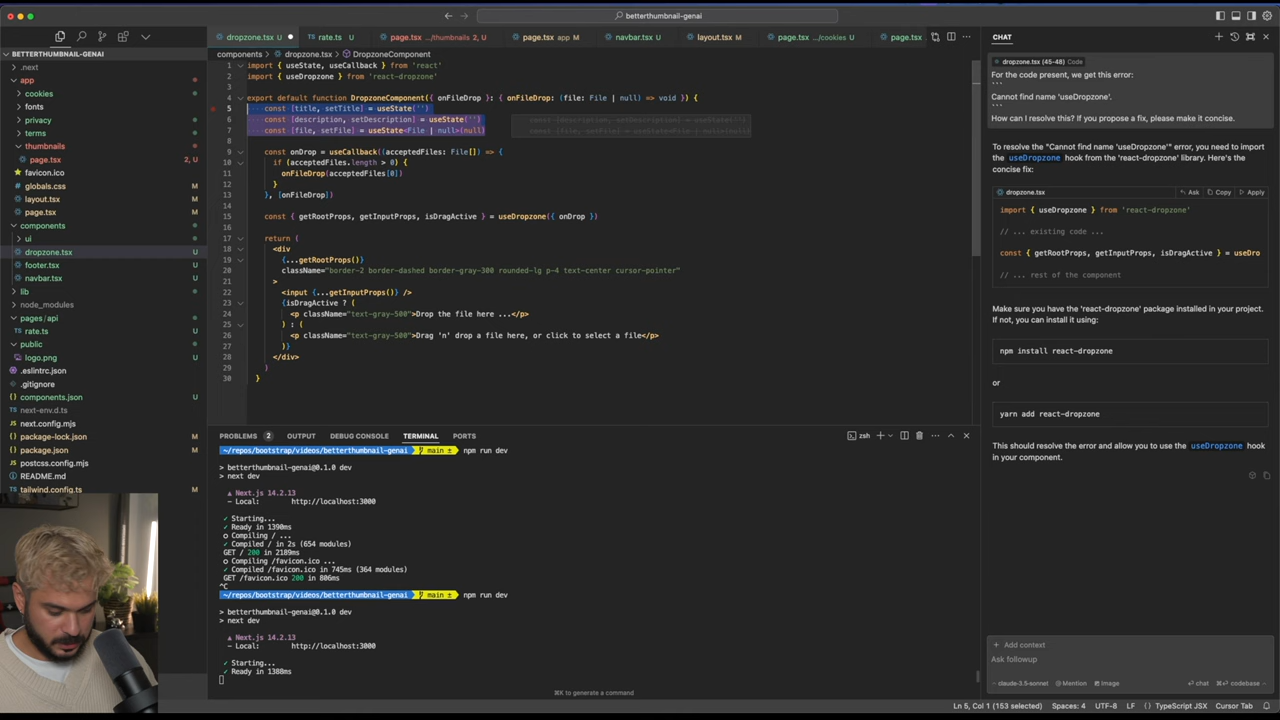 betterthumbnail-genai
dropzone.tsx U
rate.ts U
page.tsx .../thumbnails 2, U
page.tsx app M
navbar.tsx U
layout.tsx M
page.tsx .../cookies U
page.tsx
BETTERTHUMBNAIL-GENAI
.next
app
cookies
fonts
privacy
terms
thumbnails
page.tsx 2, U
favicon.ico
globals.css M
layout.tsx M
page.tsx M
components
ui
dropzone.tsx U
footer.tsx U
navbar.tsx U
lib
node_modules
pages / api
rate.ts U
public
logo.png U
.eslintrc.json
.gitignore
components.json U
next-env.d.ts
next.config.mjs
package-lock.json M
package.json M
postcss.config.mjs
README.md
tailwind.config.ts M
components > dropzone.tsx > DropzoneComponent
1 import { useState, useCallback } from 'react'
2 import { useDropzone } from 'react-dropzone'
3
4 export default function DropzoneComponent({ onFileDrop }: { onFileDrop: (file: File | null) => void }) {
5 const [title, setTitle] = useState('')
6 const [description, setDescription] = useState('')
7 const [file, setFile] = useState<File | null>(null)
const [description, setDescription] = useState('')
const [file, setFile] = useState<File | null>(null)
8
9 const onDrop = useCallback((acceptedFiles: File[]) => {
10 if (acceptedFiles.length > 0) {
11 onFileDrop(acceptedFiles[0])
12 }
13 }, [onFileDrop])
14
15 const { getRootProps, getInputProps, isDragActive } = useDropzone({ onDrop })
16
17 return (
18 <div
19 {...getRootProps()}
20 className="border-2 border-dashed border-gray-300 rounded-lg p-4 text-center cursor-pointer"
21 >
22 <input {...getInputProps()} />
23 {isDragActive ? (
24 <p className="text-gray-500">Drop the file here ...</p>
25 ) : (
26 <p className="text-gray-500">Drag 'n' drop a file here, or click to select a file</p>
27 )}
28 </div>
29 )
30 }
PROBLEMS 2 OUTPUT DEBUG CONSOLE TERMINAL PORTS
zsh
~/repos/bootstrap/videos/betterthumbnail-genai main ± npm run dev
> betterthumbnail-genai@0.1.0 dev
> next dev
▲ Next.js 14.2.13
- Local: http://localhost:3000
✓ Starting...
✓ Ready in 1390ms
○ Compiling / ...
✓ Compiled / in 2s (654 modules)
GET / 200 in 2189ms
○ Compiling /favicon.ico ...
✓ Compiled /favicon.ico in 745ms (364 modules)
GET /favicon.ico 200 in 806ms
^C
~/repos/bootstrap/videos/betterthumbnail-genai main ± npm run dev
> betterthumbnail-genai@0.1.0 dev
> next dev
▲ Next.js 14.2.13
- Local: http://localhost:3000
✓ Starting...
✓ Ready in 1388ms
⌘K to generate a command
CHAT
dropzone.tsx (45-48) Code
For the code present, we get this error:
```
Cannot find name 'useDropzone'.
```
How can I resolve this? If you propose a fix, please make it concise.
To resolve the "Cannot find name 'useDropzone'" error, you need to import
the useDropzone hook from the 'react-dropzone' library. Here's the
concise fix:
dropzone.tsx Ask Copy Apply
import { useDropzone } from 'react-dropzone'
// ... existing code ...
const { getRootProps, getInputProps, isDragActive } = useDro
// ... rest of the component
Make sure you have the 'react-dropzone' package installed in your project.
If not, you can install it using:
npm install react-dropzone
or
yarn add react-dropzone
This should resolve the error and allow you to use the useDropzone hook
in your component.
+ Add context
Ask followup
claude-3.5-sonnet @ Mention Image
chat codebase
Ln 5, Col 1 (153 selected) Spaces: 4 UTF-8 LF {} TypeScript JSX Cursor Tab